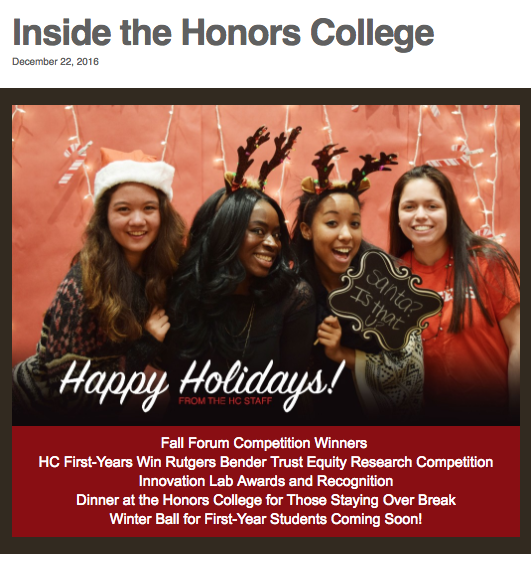 Inside the Honors College
December 22, 2016
Santa?
Is that
Happy Holidays!
FROM THE HC STAFF
Fall Forum Competition Winners
HC First-Years Win Rutgers Bender Trust Equity Research Competition
Innovation Lab Awards and Recognition
Dinner at the Honors College for Those Staying Over Break
Winter Ball for First-Year Students Coming Soon!